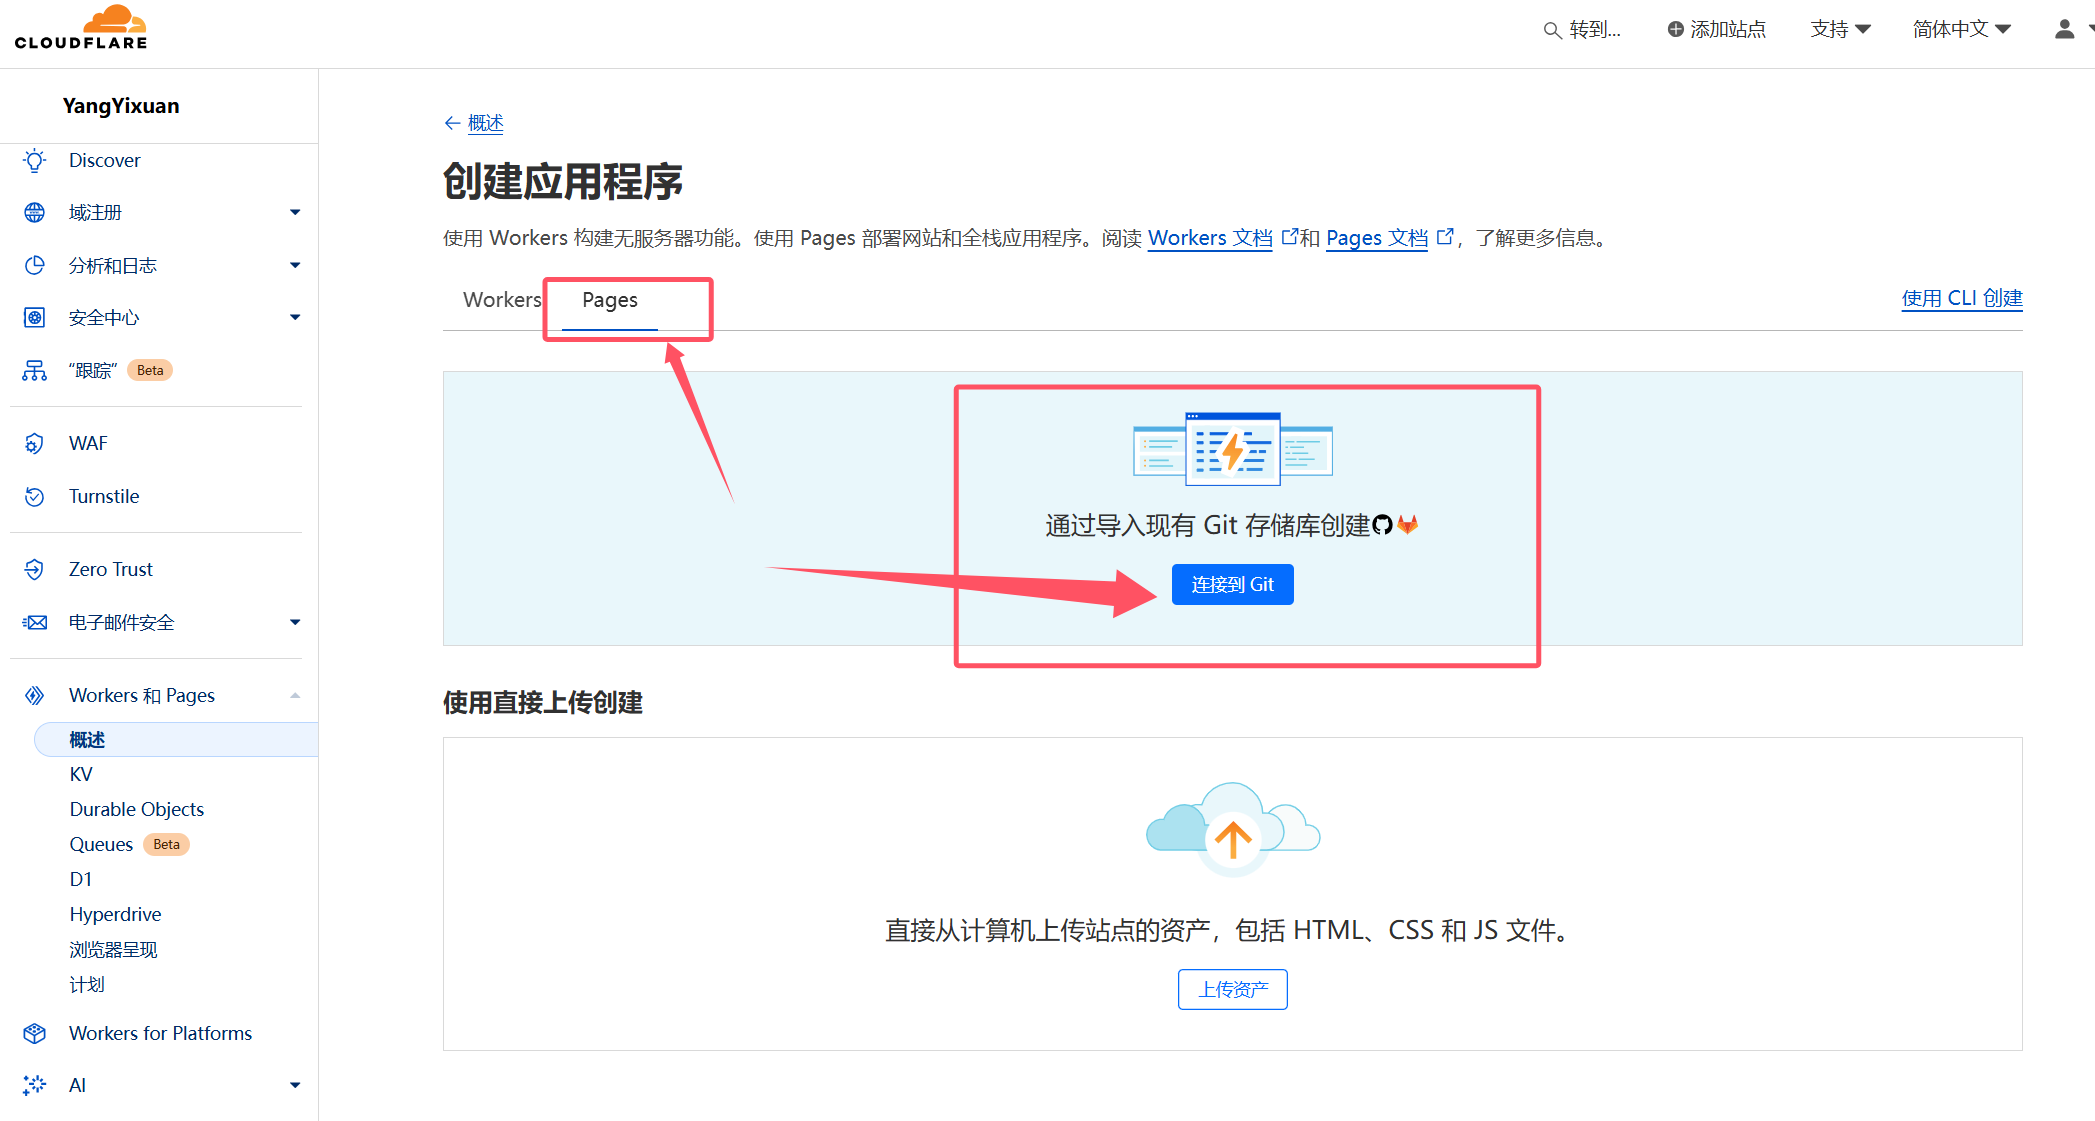 CLOUDFLARE
转到...
添加站点
支持
简体中文
YangYixuan
Discover
域注册
分析和日志
安全中心
“跟踪” Beta
WAF
Turnstile
Zero Trust
电子邮件安全
Workers 和 Pages
概述
KV
Durable Objects
Queues Beta
D1
Hyperdrive
浏览器呈现
计划
Workers for Platforms
AI
← 概述
创建应用程序
使用 Workers 构建无服务器功能。使用 Pages 部署网站和全栈应用程序。阅读 Workers 文档 和 Pages 文档 ，了解更多信息。
Workers
Pages
使用 CLI 创建
通过导入现有 Git 存储库创建
连接到 Git
使用直接上传创建
直接从计算机上传站点的资产，包括 HTML、CSS 和 JS 文件。
上传资产